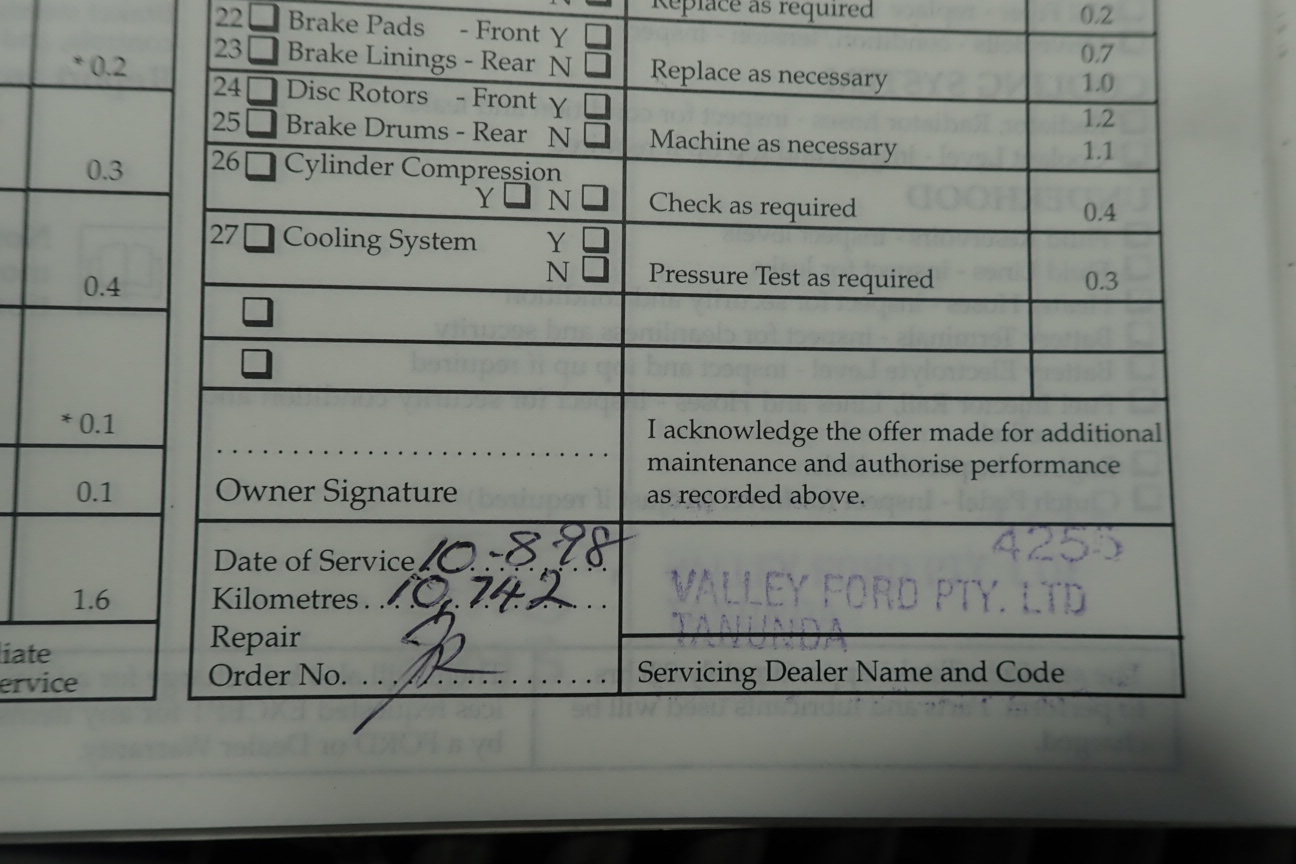 * 0.2
0.3
0.4
* 0.1
0.1
1.6
iate
ervice
Replace as required 0.2
22 Brake Pads - Front Y 0.7
23 Brake Linings - Rear N Replace as necessary 1.0
24 Disc Rotors - Front Y 1.2
25 Brake Drums - Rear N Machine as necessary 1.1
26 Cylinder Compression
Y N Check as required 0.4
27 Cooling System Y
N Pressure Test as required 0.3
I acknowledge the offer made for additional
maintenance and authorise performance
as recorded above.
Owner Signature
Date of Service 10-8-98
Kilometres 10,742
Repair
Order No.
4255
VALLEY FORD PTY. LTD
TANUNDA
Servicing Dealer Name and Code